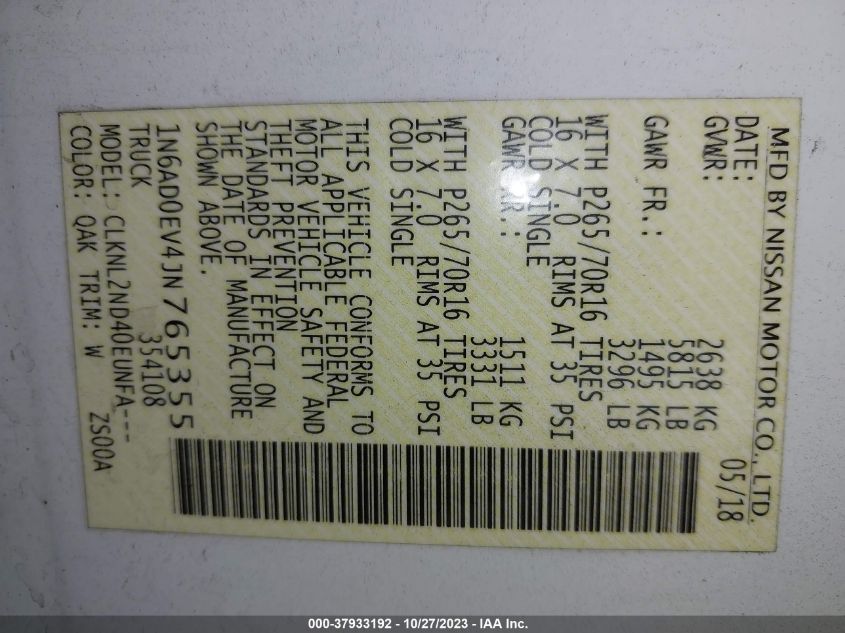 MFD BY NISSAN MOTOR CO., LTD.
DATE: 05/18
GVWR: 2638 KG
5815 LB
GAWR FR.: 1495 KG
3296 LB
WITH P265/70R16 TIRES
16 X 7.0 RIMS AT 35 PSI
COLD SINGLE
GAWR RR.: 1511 KG
3331 LB
WITH P265/70R16 TIRES
16 X 7.0 RIMS AT 35 PSI
COLD SINGLE
THIS VEHICLE CONFORMS TO
ALL APPLICABLE FEDERAL
MOTOR VEHICLE SAFETY AND
THEFT PREVENTION
STANDARDS IN EFFECT ON
THE DATE OF MANUFACTURE
SHOWN ABOVE.
1N6AD0EV4JN765355
TRUCK 354108
MODEL: CLKNL2ND40EUNFA---
COLOR: QAK TRIM: W ZS00A
000-37933192 - 10/27/2023 - IAA Inc.